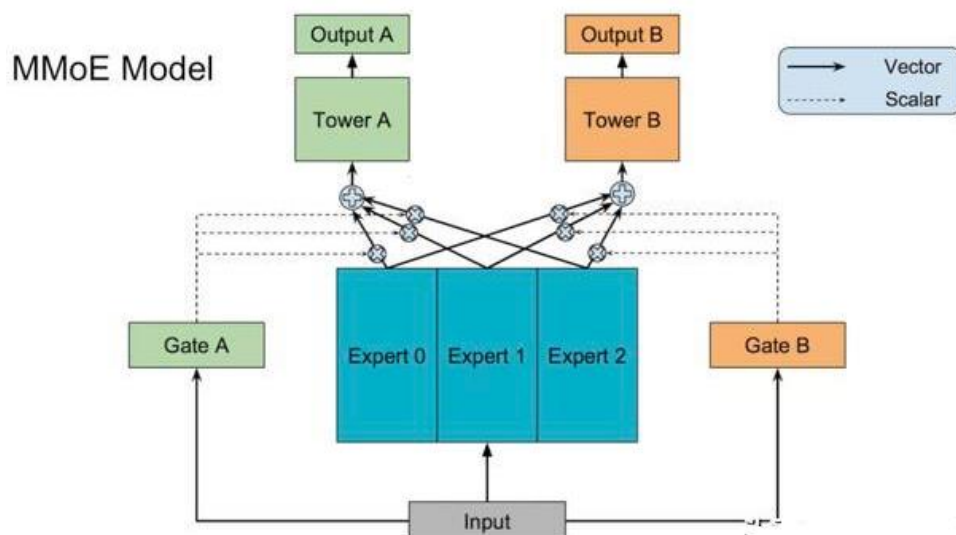 Output A
Output B
MMoE Model
Vector
Scalar
Tower A
Tower B
Gate A
Expert 0
Expert 1
Expert 2
Gate B
Input